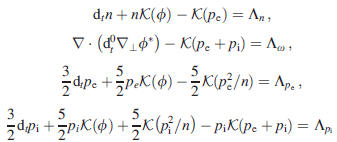 d_t n + n𝒦(ϕ) − 𝒦(p_e) = Λ_n ,
∇ · (d_t^0 ∇_⊥ ϕ*) − 𝒦(p_e + p_i) = Λ_ω ,
3/2 d_t p_e + 5/2 p_e 𝒦(ϕ) − 5/2 𝒦(p_e^2/n) = Λ_{p_e} ,
3/2 d_t p_i + 5/2 p_i 𝒦(ϕ) + 5/2 𝒦(p_i^2/n) − p_i 𝒦(p_e + p_i) = Λ_{p_i}